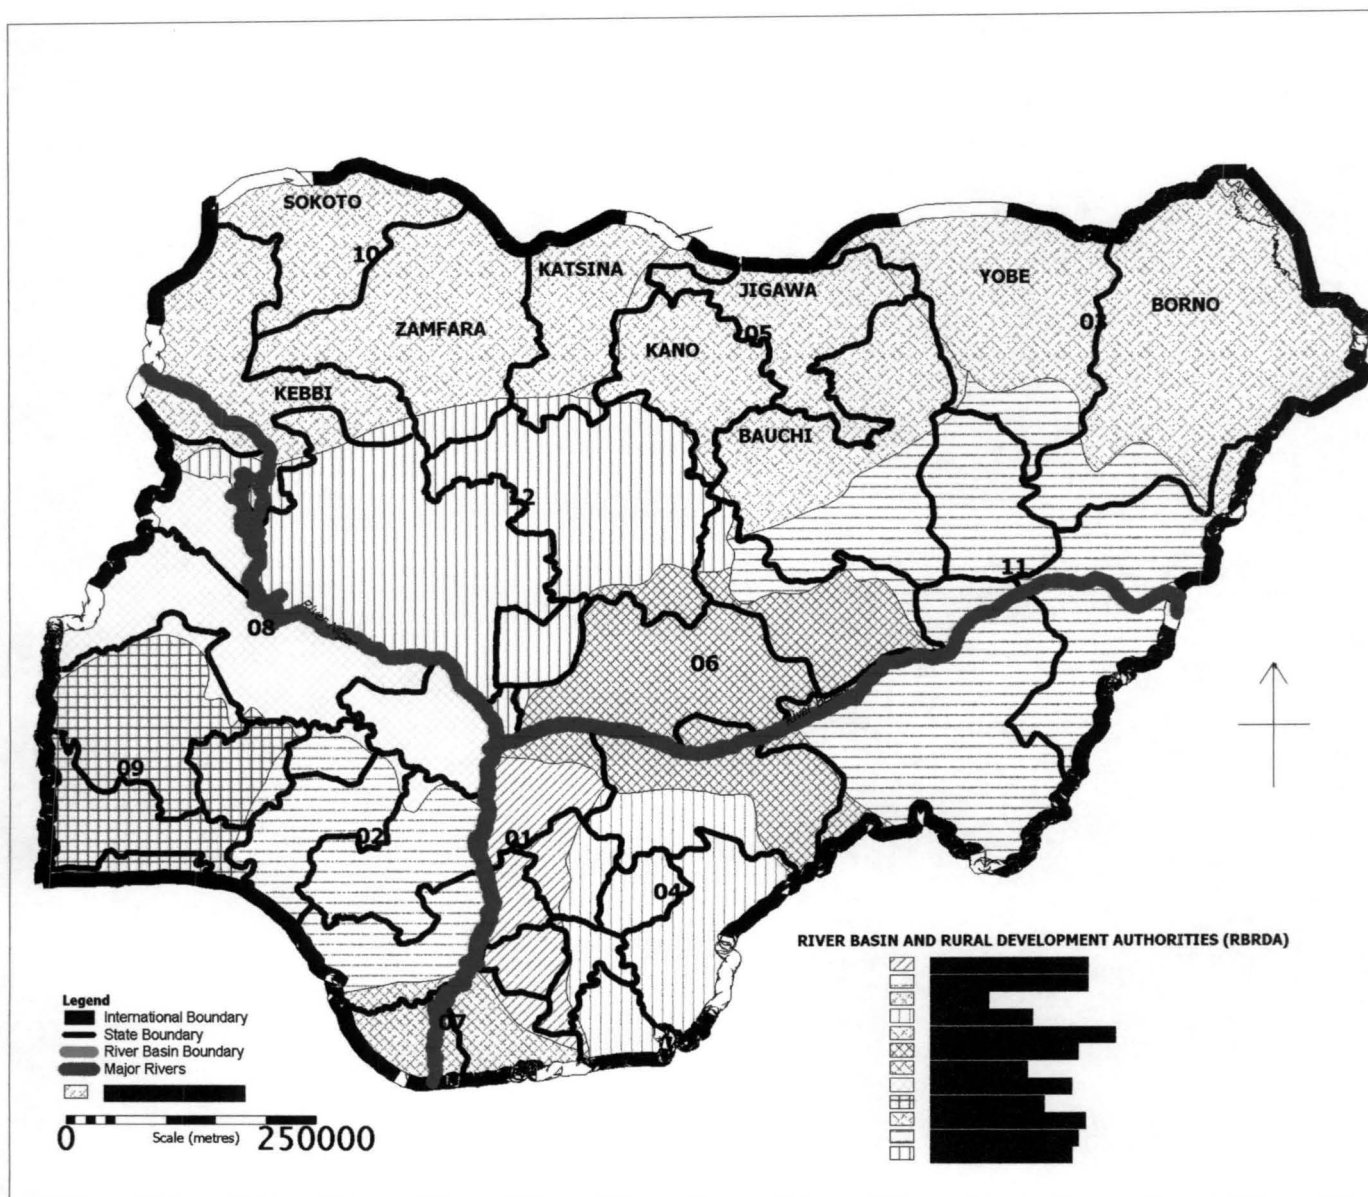 SOKOTO
10
KATSINA
YOBE
JIGAWA
BORNO
ZAMFARA
05
KANO
KEBBI
BAUCHI
11
08
06
09
02
01
04
RIVER BASIN AND RURAL DEVELOPMENT AUTHORITIES (RBRDA)
07
Legend
International Boundary
State Boundary
River Basin Boundary
Major Rivers
0 Scale (metres) 250000